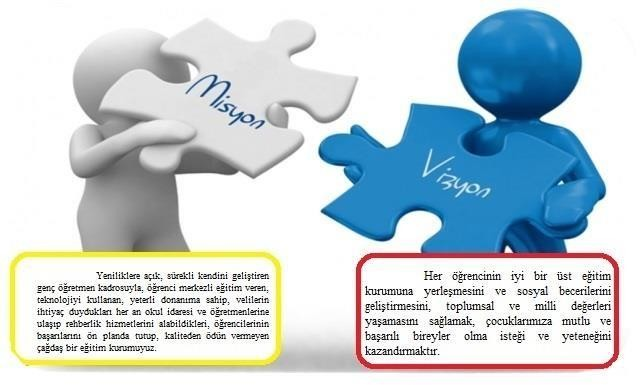 Misyon
Vizyon
Yeniliklere açık, sürekli kendini geliştiren
genç öğretmen kadrosuyla, öğrenci merkezli eğitim veren,
teknolojiyi kullanan, yeterli donanıma sahip, velilerin
ihtiyaç duydukları her an okul idaresi ve öğretmenlerine
ulaşıp rehberlik hizmetlerini alabildikleri, öğrencilerinin
başarılarını ön planda tutup, kaliteden ödün vermeyen
çağdaş bir eğitim kurumuyuz.
Her öğrencinin iyi bir üst eğitim
kurumuna yerleşmesini ve sosyal becerilerini
geliştirmesini, toplumsal ve milli değerleri
yaşamasını sağlamak, çocuklarımıza mutlu ve
başarılı bireyler olma isteği ve yeteneğini
kazandırmaktır.